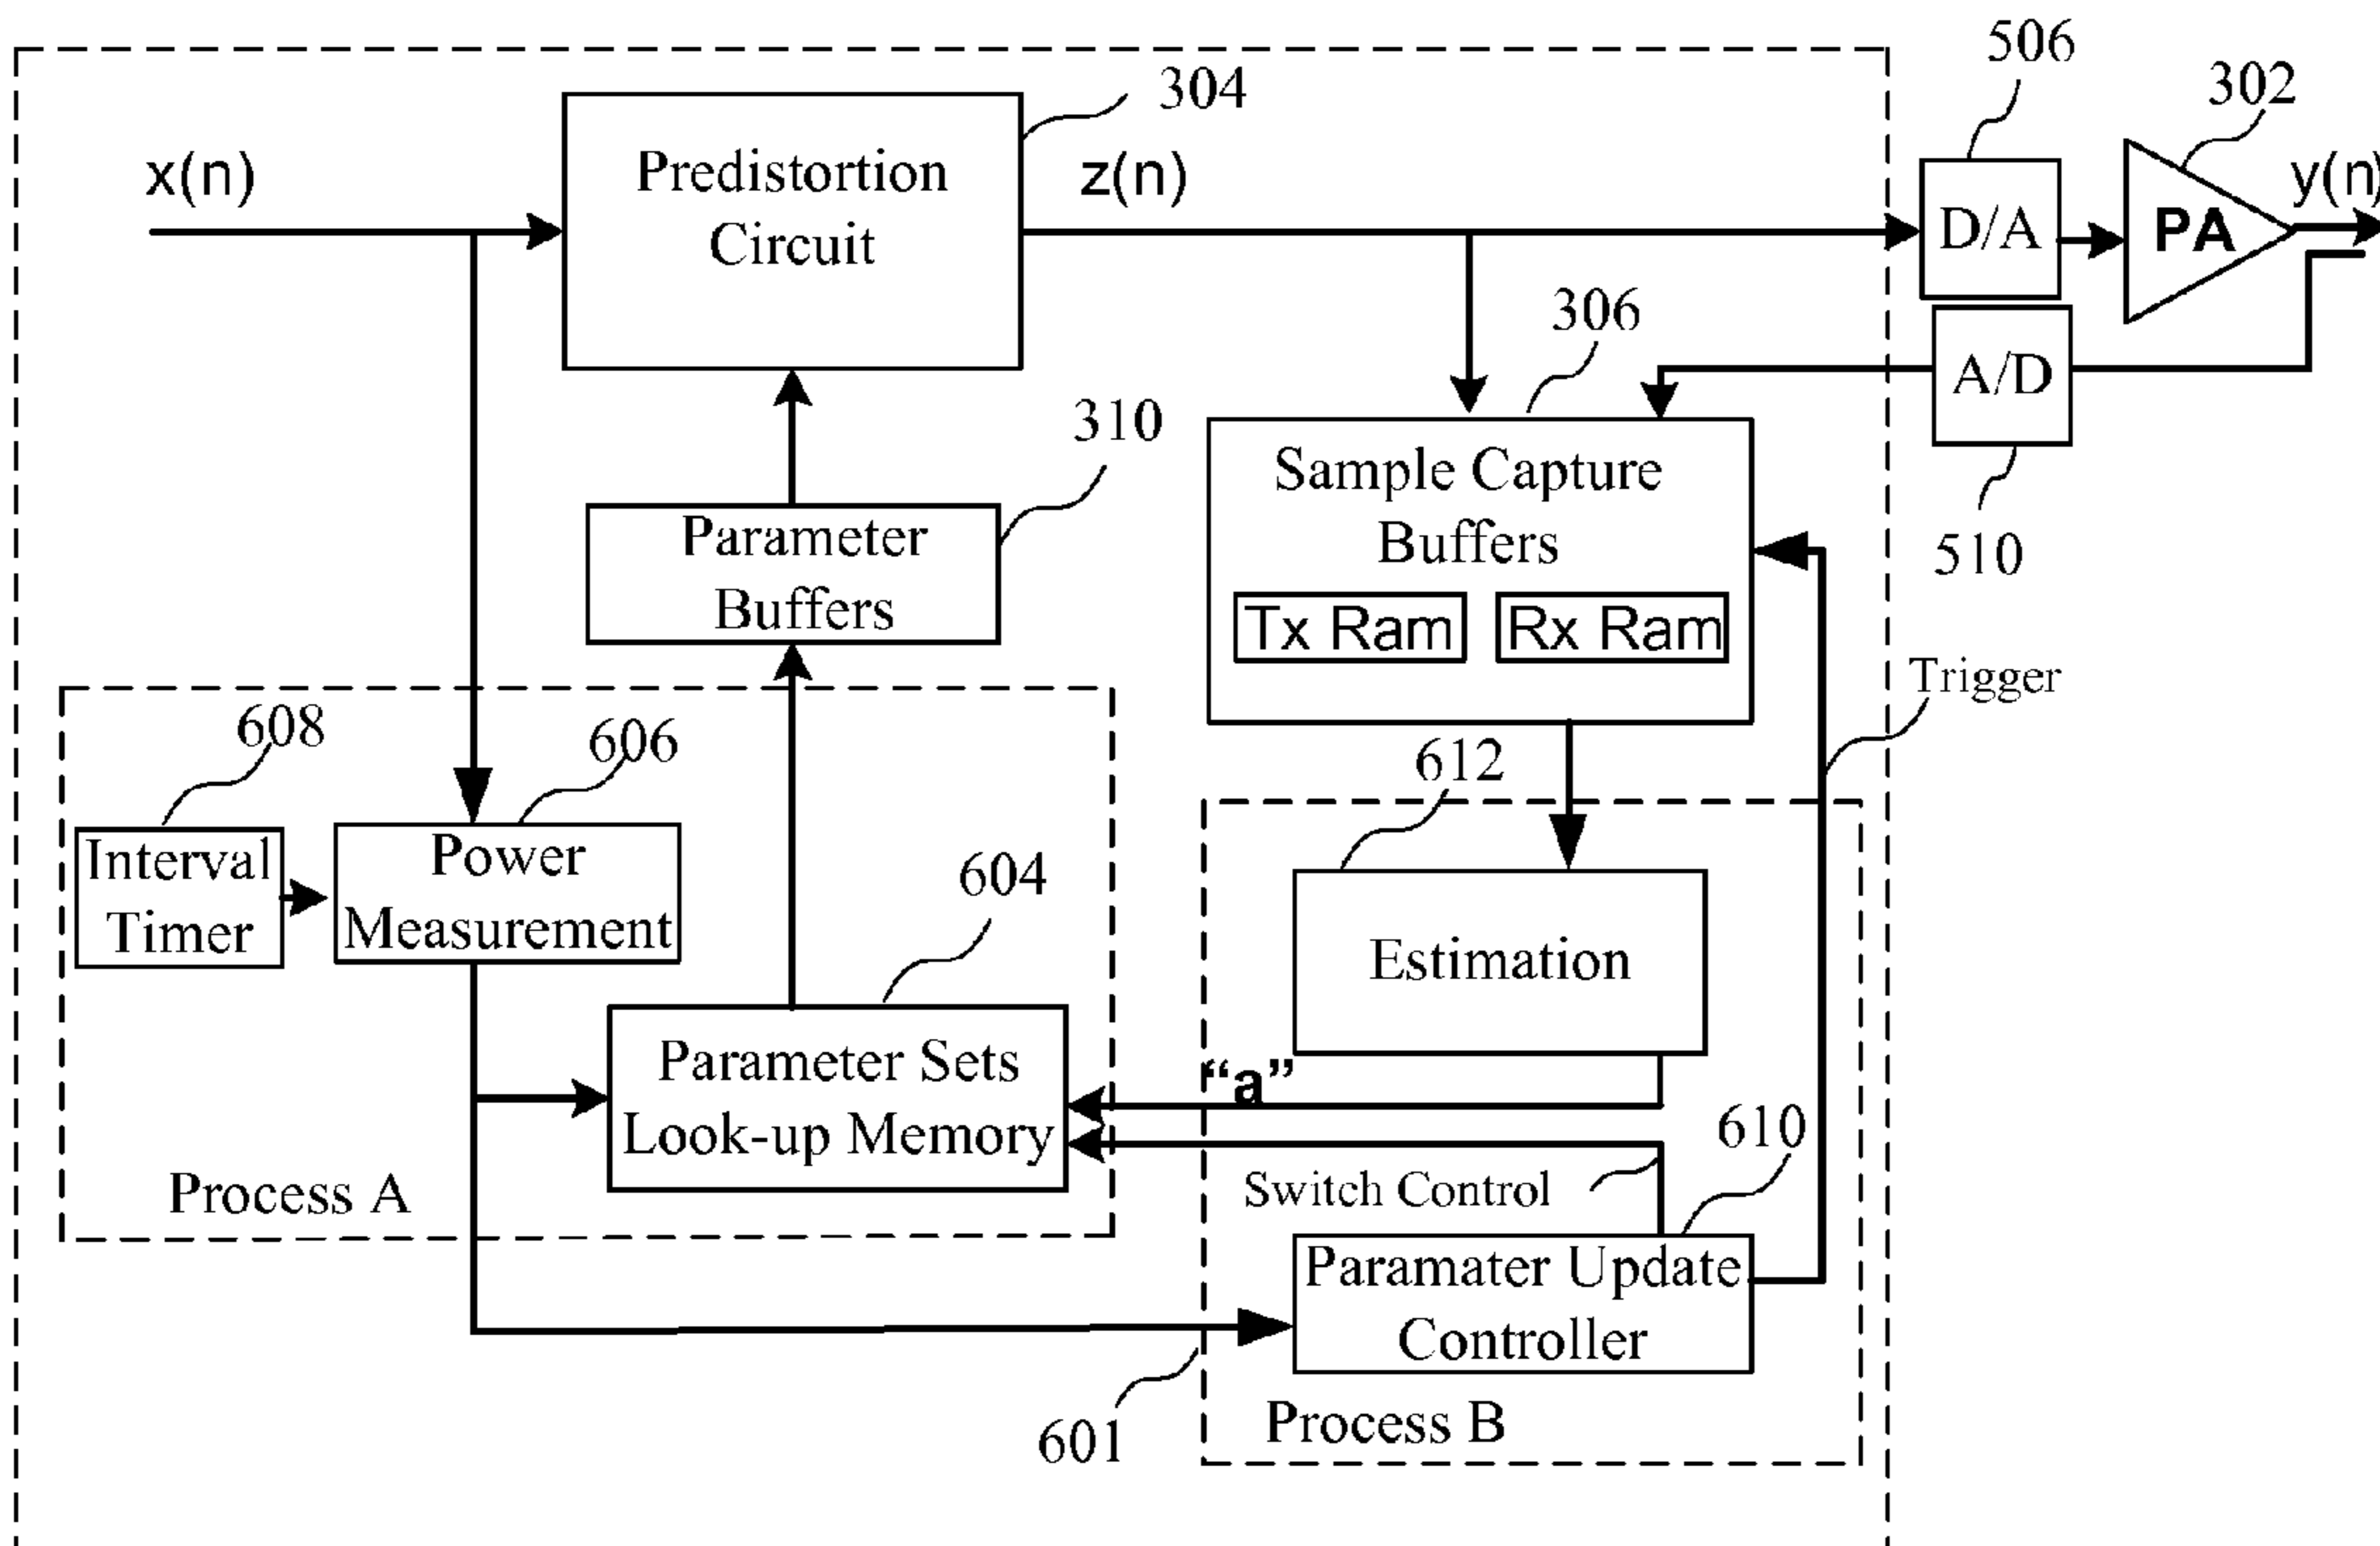 506
302
304
x(n)
Predistortion
Circuit
z(n)
D/A
PA
y(n)
306
A/D
310
Sample Capture
Buffers
510
Parameter
Buffers
Tx Ram
Rx Ram
Trigger
608
606
612
Interval
Timer
Power
Measurement
604
Estimation
Parameter Sets
Look-up Memory
“a”
610
Switch Control
Process A
Paramater Update
Controller
601
Process B